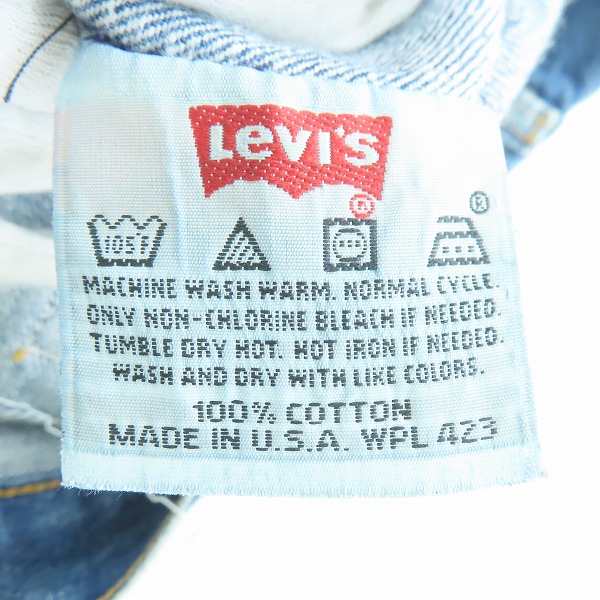 LEVI'S
®
®
105F
MACHINE WASH WARM. NORMAL CYCLE.
ONLY NON-CHLORINE BLEACH IF NEEDED.
TUMBLE DRY HOT. HOT IRON IF NEEDED.
WASH AND DRY WITH LIKE COLORS.
100% COTTON
MADE IN U.S.A. WPL 423